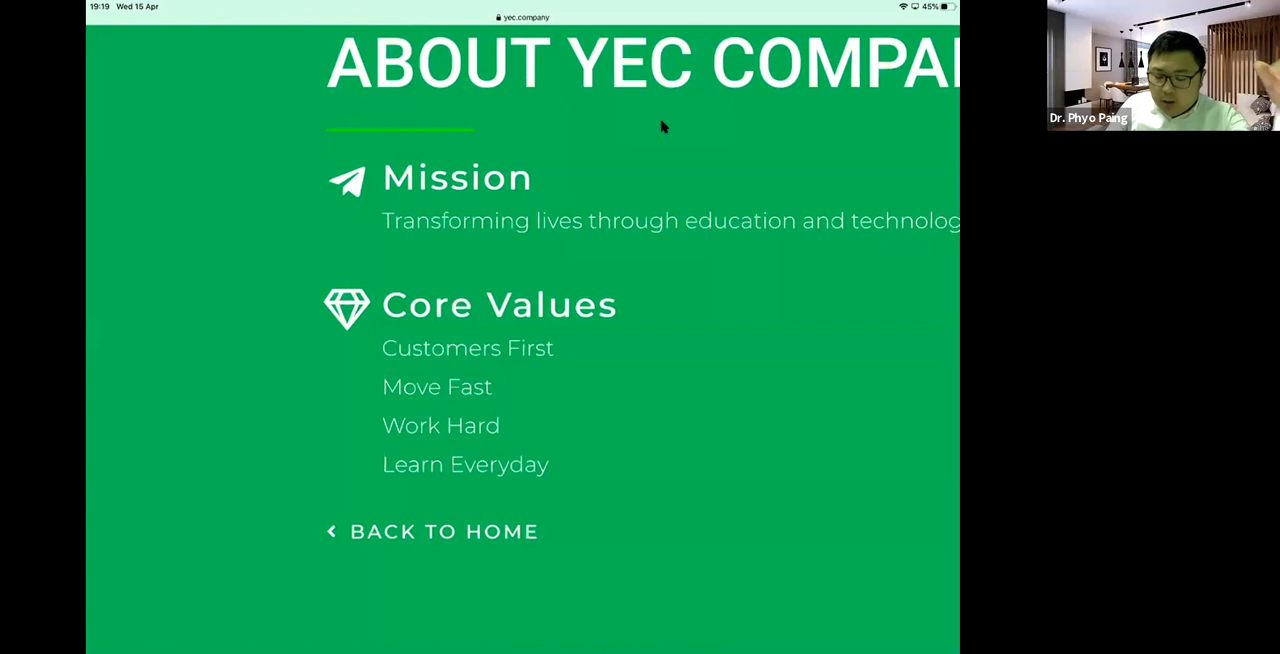 19:19 Wed 15 Apr
45%
yec.company
ABOUT YEC COMPA
Mission
Transforming lives through education and technolog
Core Values
Customers First
Move Fast
Work Hard
Learn Everyday
BACK TO HOME
Dr. Phyo Paing